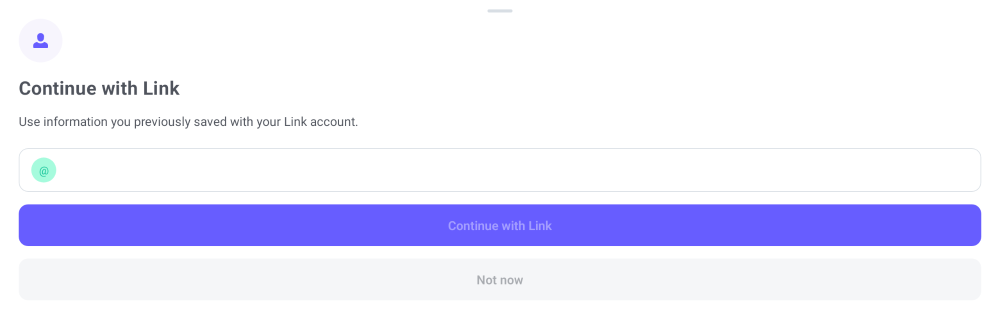 Continue with Link
Use information you previously saved with your Link account.
@
Continue with Link
Not now